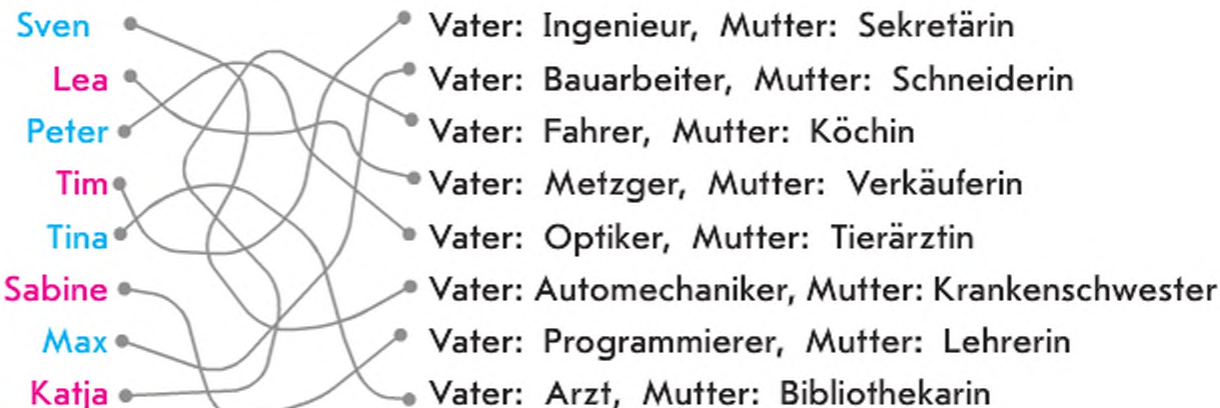 Sven Vater: Ingenieur, Mutter: Sekretärin
Lea Vater: Bauarbeiter, Mutter: Schneiderin
Peter Vater: Fahrer, Mutter: Köchin
Tim Vater: Metzger, Mutter: Verkäuferin
Tina Vater: Optiker, Mutter: Tierärztin
Sabine Vater: Automechaniker, Mutter: Krankenschwester
Max Vater: Programmierer, Mutter: Lehrerin
Katja Vater: Arzt, Mutter: Bibliothekarin